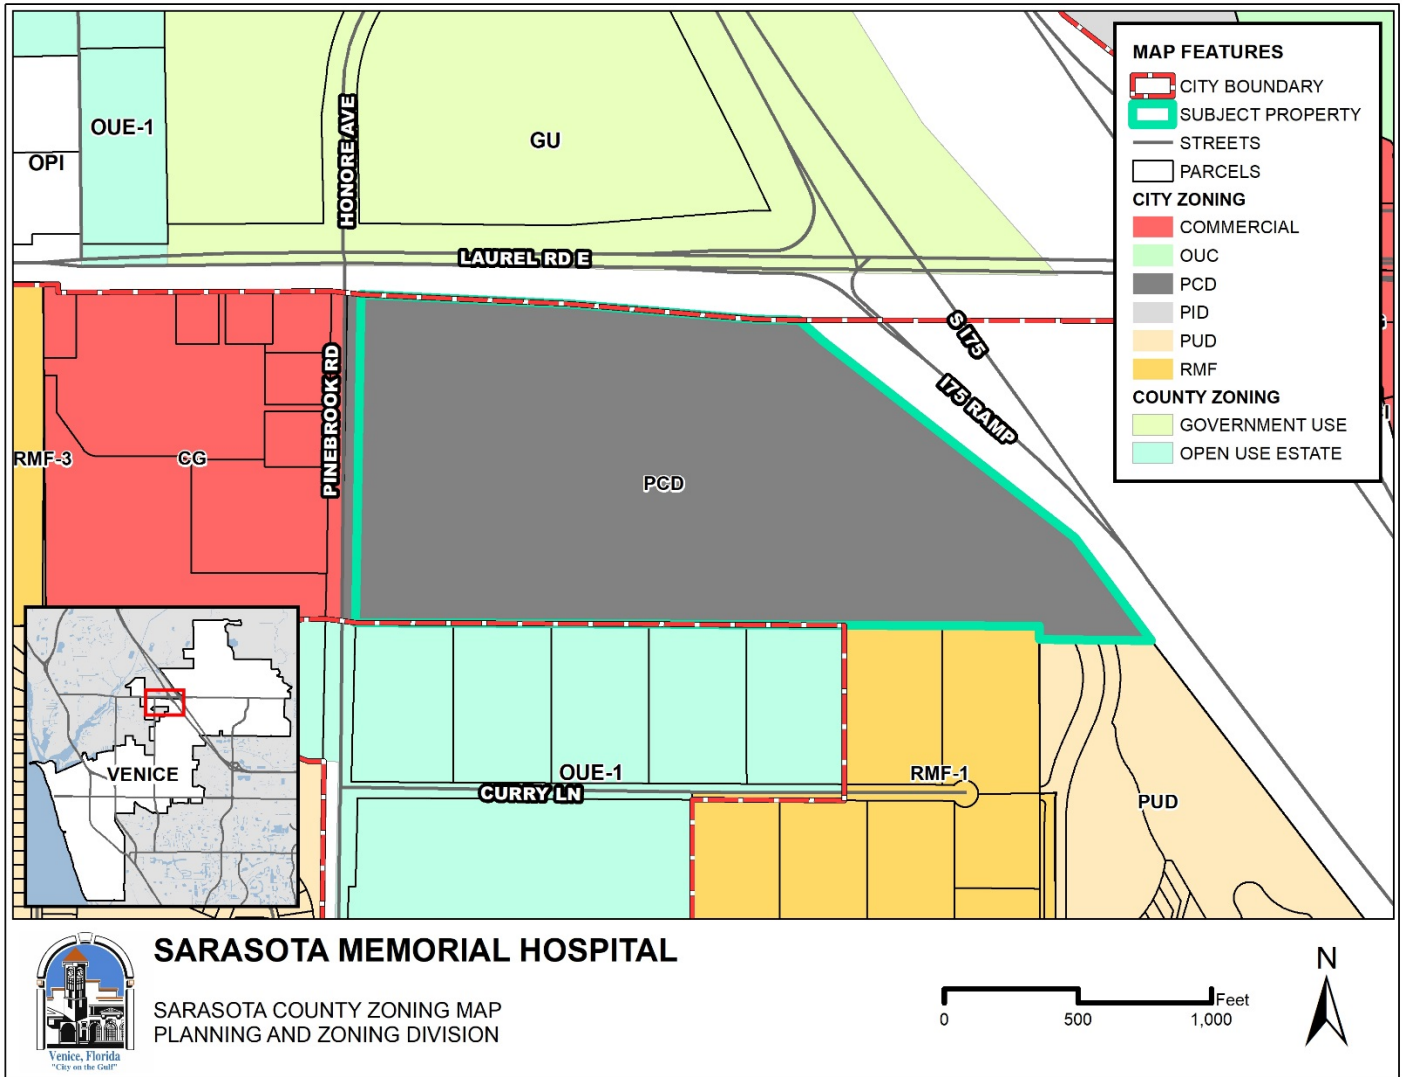 MAP FEATURES
CITY BOUNDARY
SUBJECT PROPERTY
STREETS
PARCELS
CITY ZONING
COMMERCIAL
OUC
PCD
PID
PUD
RMF
COUNTY ZONING
GOVERNMENT USE
OPEN USE ESTATE
OUE-1
OPI
HONORE AVE
GU
LAUREL RD E
S I75
I75 RAMP
PINEBROOK RD
RMF-3
CG
PCD
OUE-1
CURRY LN
RMF-1
PUD
VENICE
SARASOTA MEMORIAL HOSPITAL
SARASOTA COUNTY ZONING MAP
PLANNING AND ZONING DIVISION
Venice, Florida
"City on the Gulf"
Feet
0 500 1,000
N